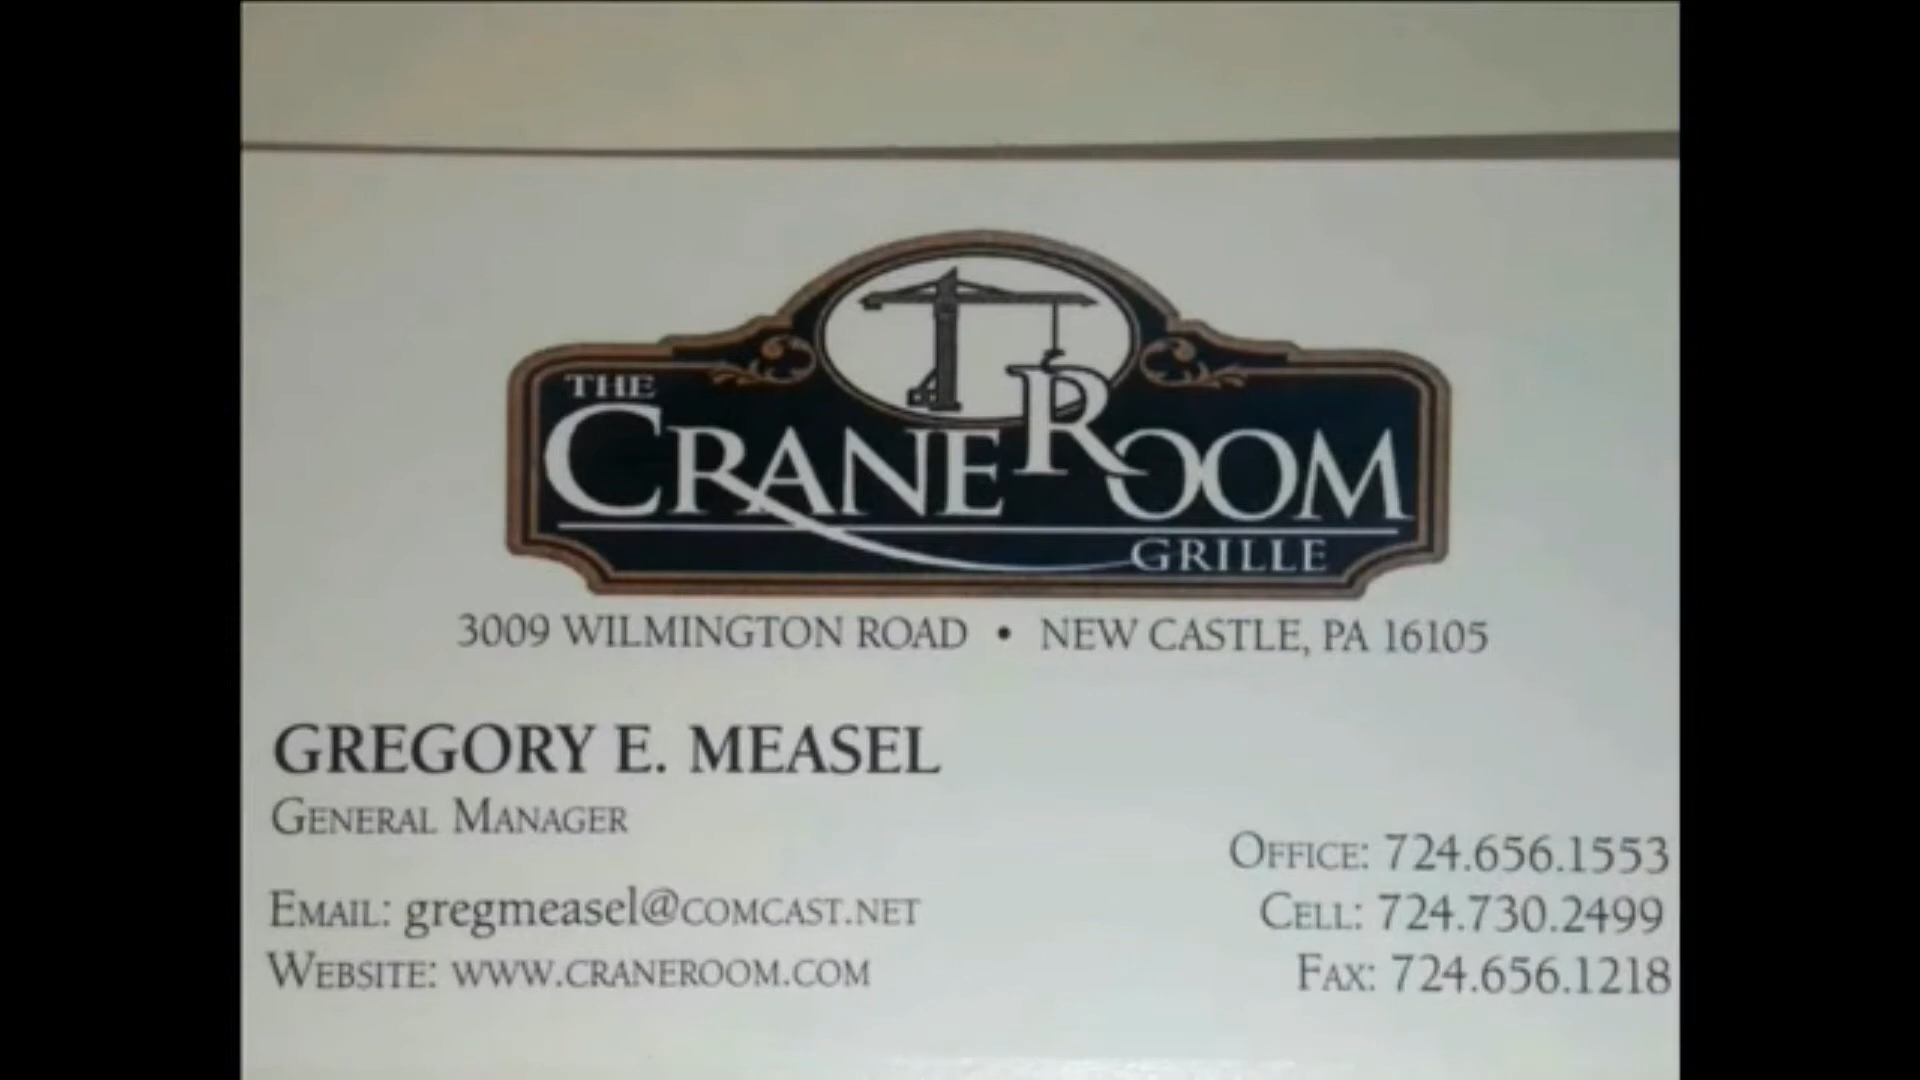 THE
CRANE ROOM
GRILLE
3009 WILMINGTON ROAD • NEW CASTLE, PA 16105
GREGORY E. MEASEL
GENERAL MANAGER
EMAIL: gregmeasel@COMCAST.NET
WEBSITE: WWW.CRANEROOM.COM
OFFICE: 724.656.1553
CELL: 724.730.2499
FAX: 724.656.1218